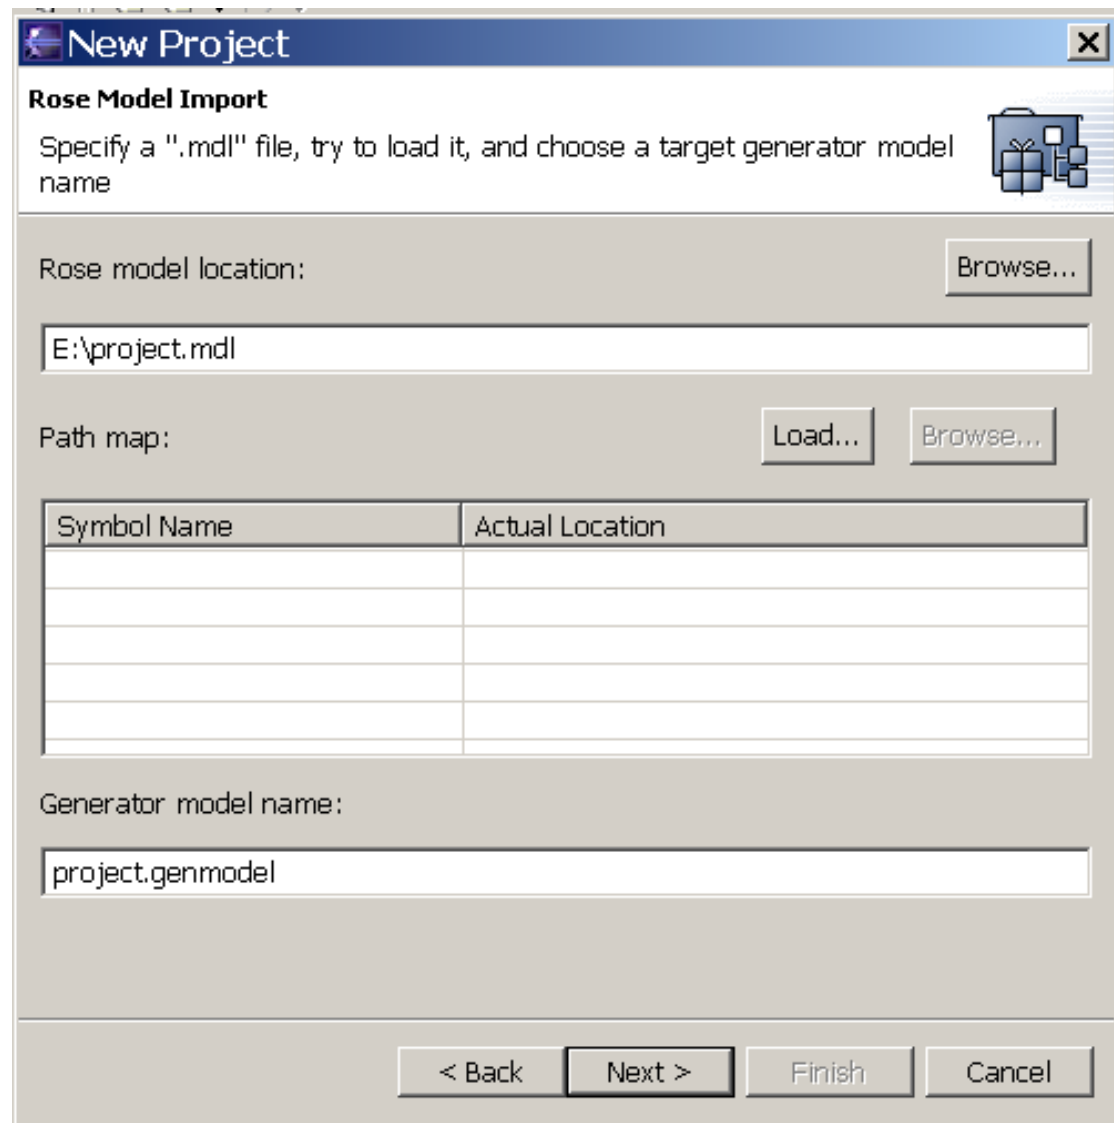 New Project
Rose Model Import
Specify a ".mdl" file, try to load it, and choose a target generator model
name
Rose model location:
Browse...
E:\project.mdl
Path map:
Load...
Browse...
Symbol Name
Actual Location
Generator model name:
project.genmodel
< Back
Next >
Finish
Cancel